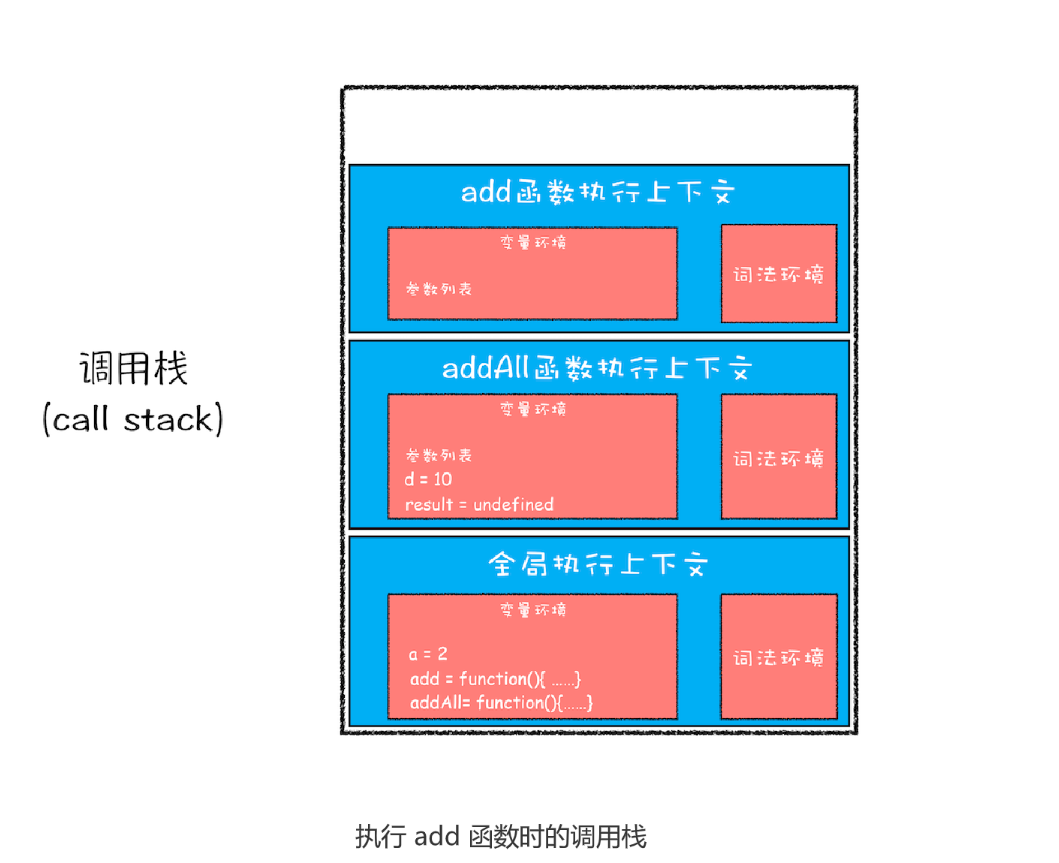 add函数执行上下文
变量环境
参数列表
词法环境
调用栈
(call stack)
addAll函数执行上下文
变量环境
参数列表
d = 10
result = undefined
词法环境
全局执行上下文
变量环境
a = 2
add = function(){ ......}
addAll= function(){......}
词法环境
执行 add 函数时的调用栈